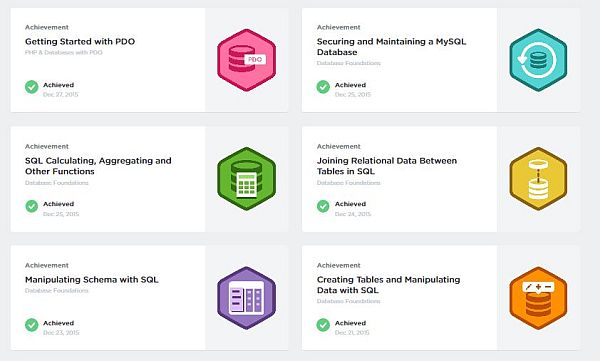 Achievement
Getting Started with PDO
PHP & Databases with PDO
Achieved
Dec 27, 2015
PDO
Achievement
Securing and Maintaining a MySQL
Database
Database Foundations
Achieved
Dec 25, 2015
Achievement
SQL Calculating, Aggregating and
Other Functions
Database Foundations
Achieved
Dec 25, 2015
Achievement
Joining Relational Data Between
Tables in SQL
Database Foundations
Achieved
Dec 24, 2015
Achievement
Manipulating Schema with SQL
Database Foundations
Achieved
Dec 23, 2015
Achievement
Creating Tables and Manipulating
Data with SQL
Database Foundations
Achieved
Dec 21, 2015